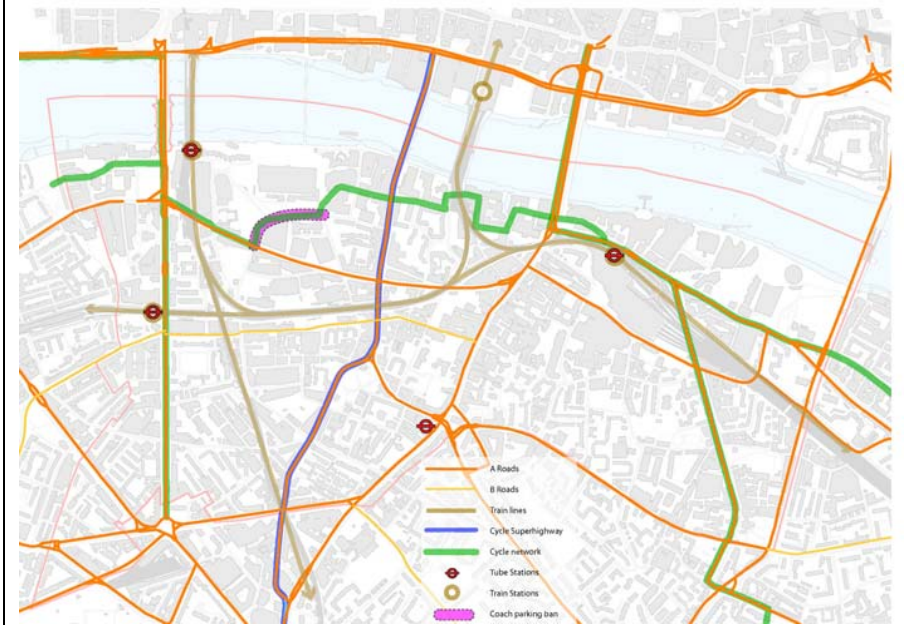 A Roads
B Roads
Train lines
Cycle Superhighway
Cycle network
Tube Stations
Train Stations
Coach parking ban